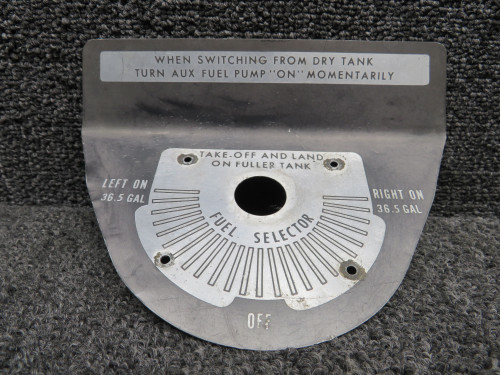 WHEN SWITCHING FROM DRY TANK
TURN AUX FUEL PUMP "ON" MOMENTARILY
TAKE-OFF AND LAND
ON FULLER TANK
LEFT ON
36.5 GAL
RIGHT ON
36.5 GAL
FUEL SELECTOR
OFF